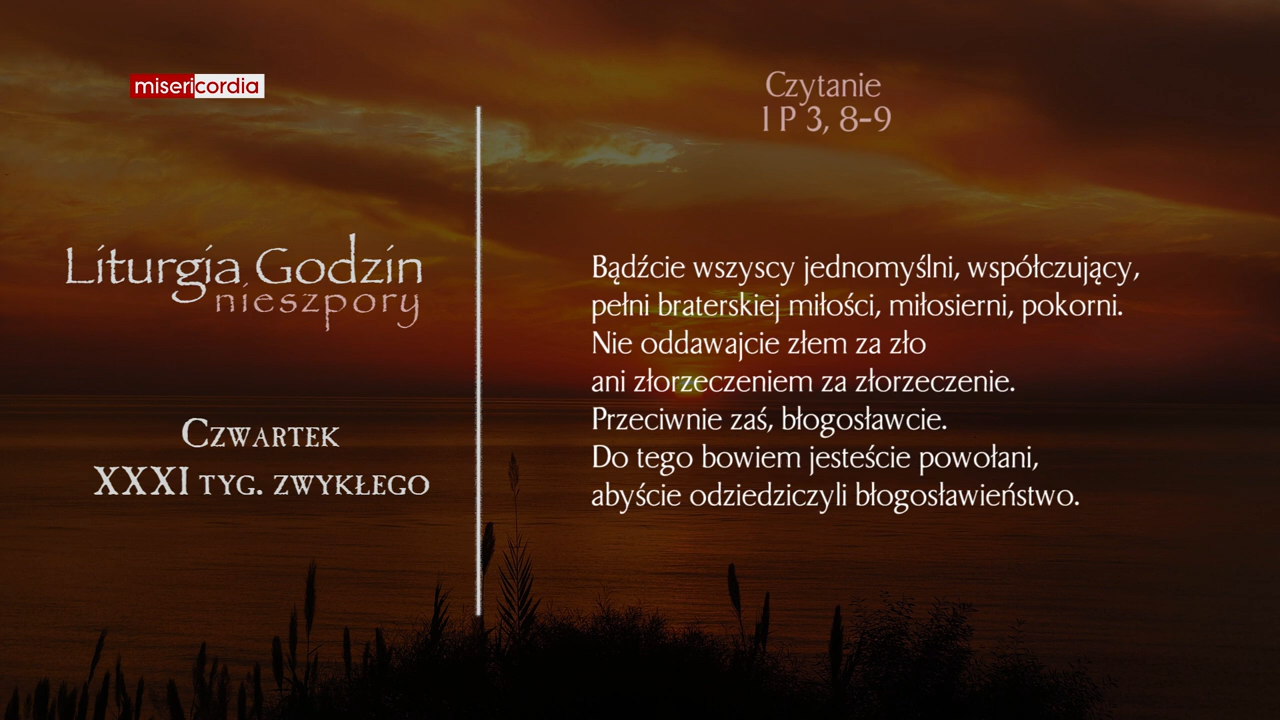 misericordia
Liturgia Godzin
nieszpory
Czwartek
XXXI tyg. zwykłego
Czytanie
1 P 3, 8-9
Bądźcie wszyscy jednomyślni, współczujący,
pełni braterskiej miłości, miłosierni, pokorni.
Nie oddawajcie złem za zło
ani złorzeczeniem za złorzeczenie.
Przeciwnie zaś, błogosławcie.
Do tego bowiem jesteście powołani,
abyście odziedziczyli błogosławieństwo.